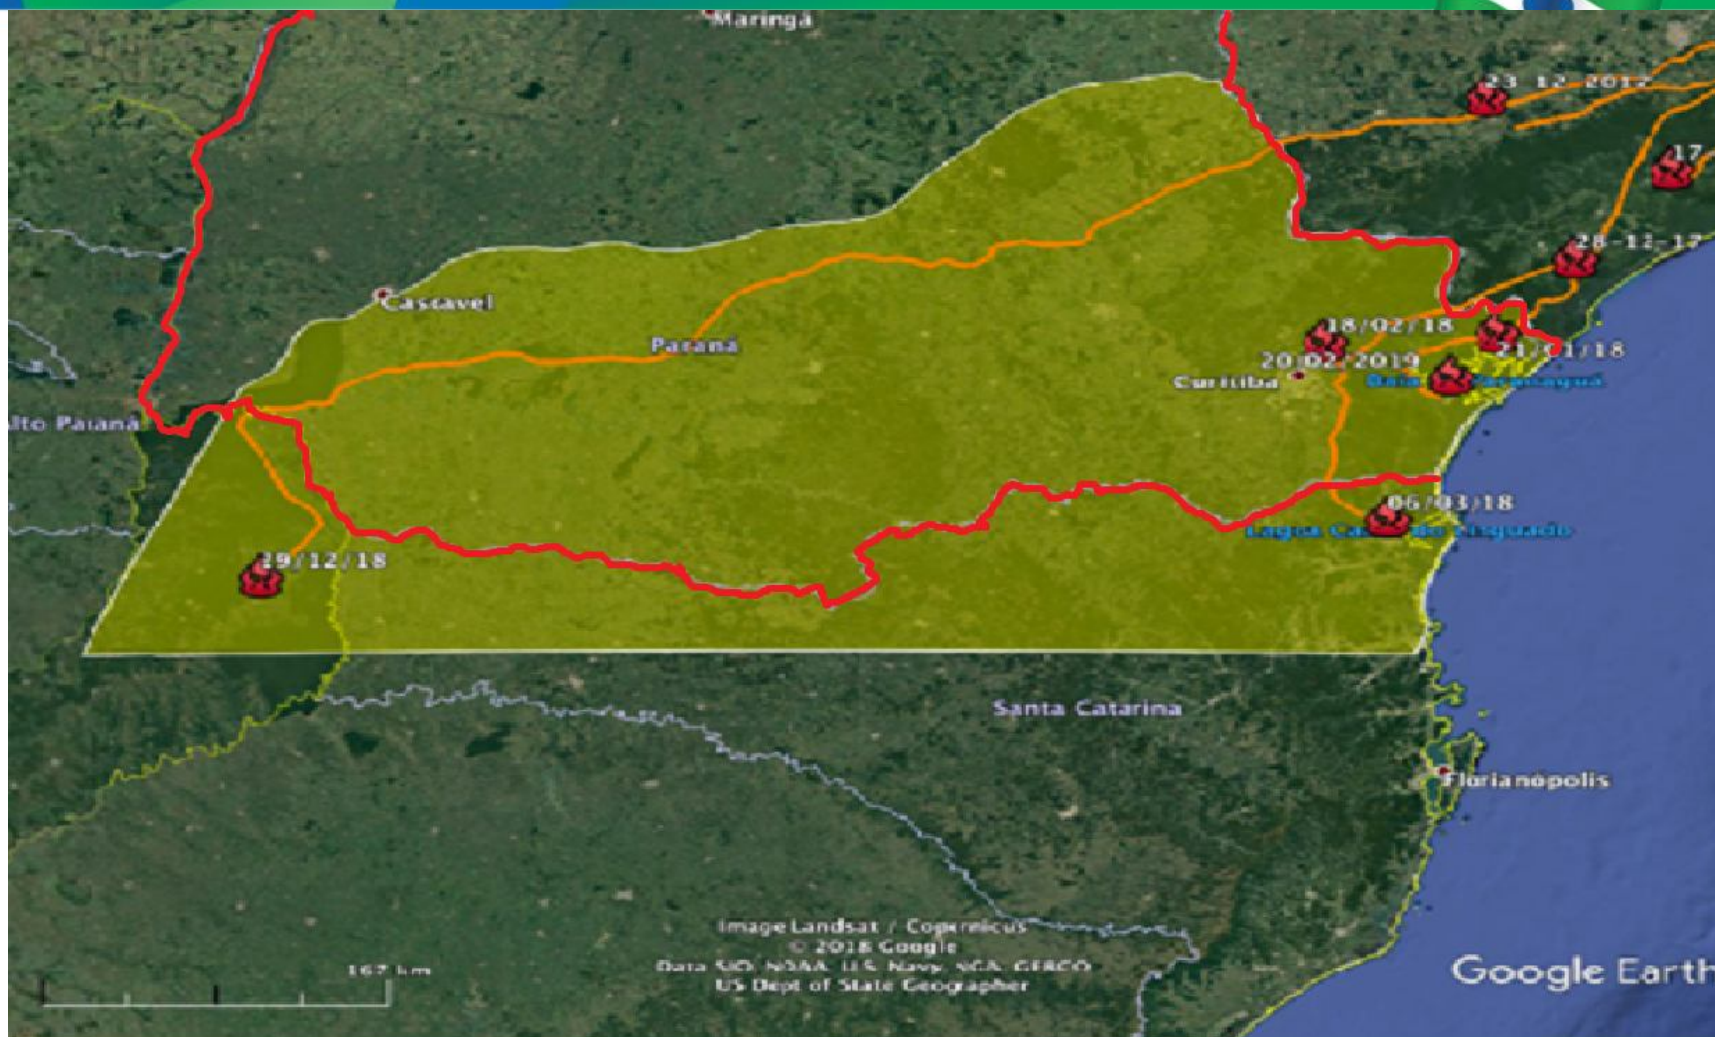 Maringá
23-12-2017
17
28-12-17
Cascavel
Paraná
18/02/18
21/01/18
20/02/2019
Curitiba
Alto Paraná
06/03/18
29/12/18
Santa Catarina
Florianópolis
Image Landsat / Copernicus
© 2018 Google
Data SIO, NOAA, U.S. Navy, NGA, GEBCO
US Dept of State Geographer
167 km
Google Earth